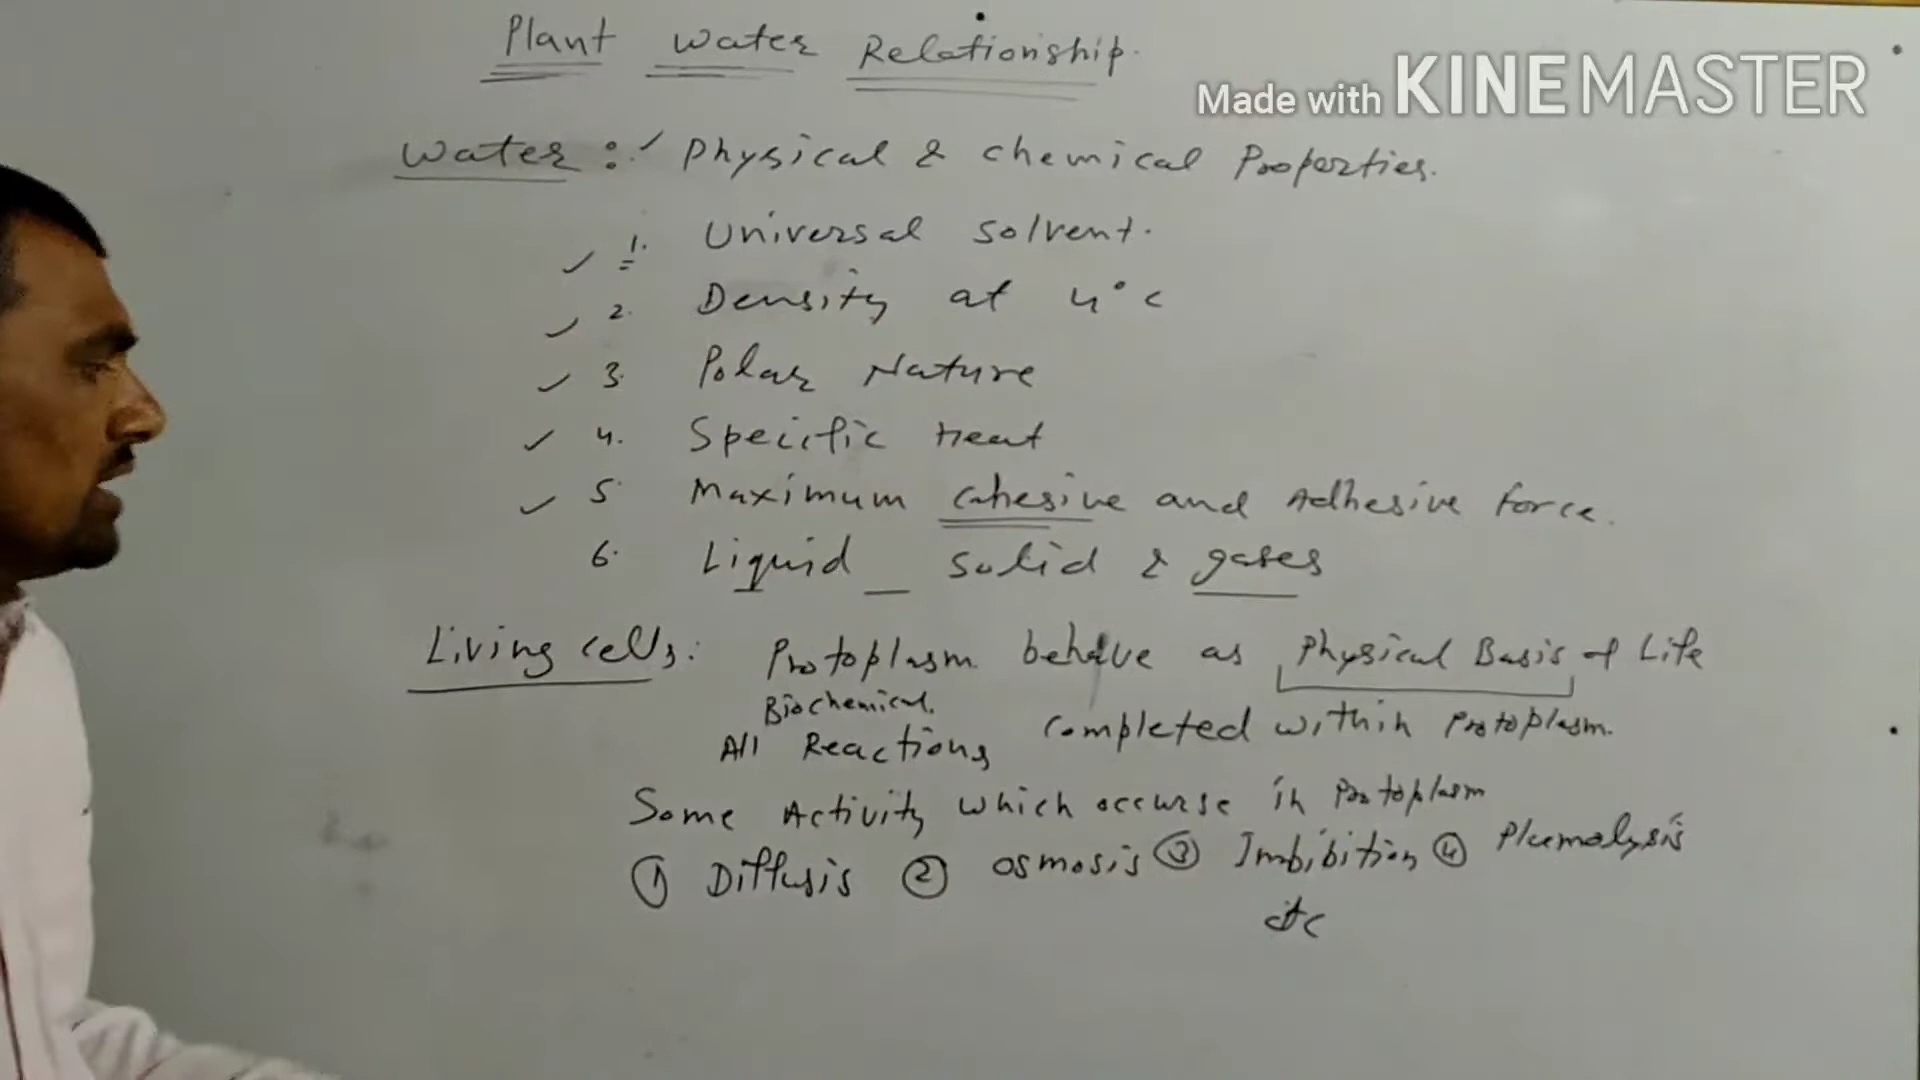 Plant Water Relationship.
Made with KINEMASTER
Water :- Physical & chemical Properties.
1. Universal solvent.
2. Density at 4°c
3. Polar Nature
4. Specific Heat
5. Maximum Cohesive and Adhesive force.
6. Liquid _ solid & gases
Living cells: Protoplasm behave as Physical Basis of Life
Biochemical.
All Reactions completed within Protoplasm.
Some Activity which occurse in Protoplasm
① Diffusis ② osmosis ③ Imbibition ④ Plasmolysis
etc